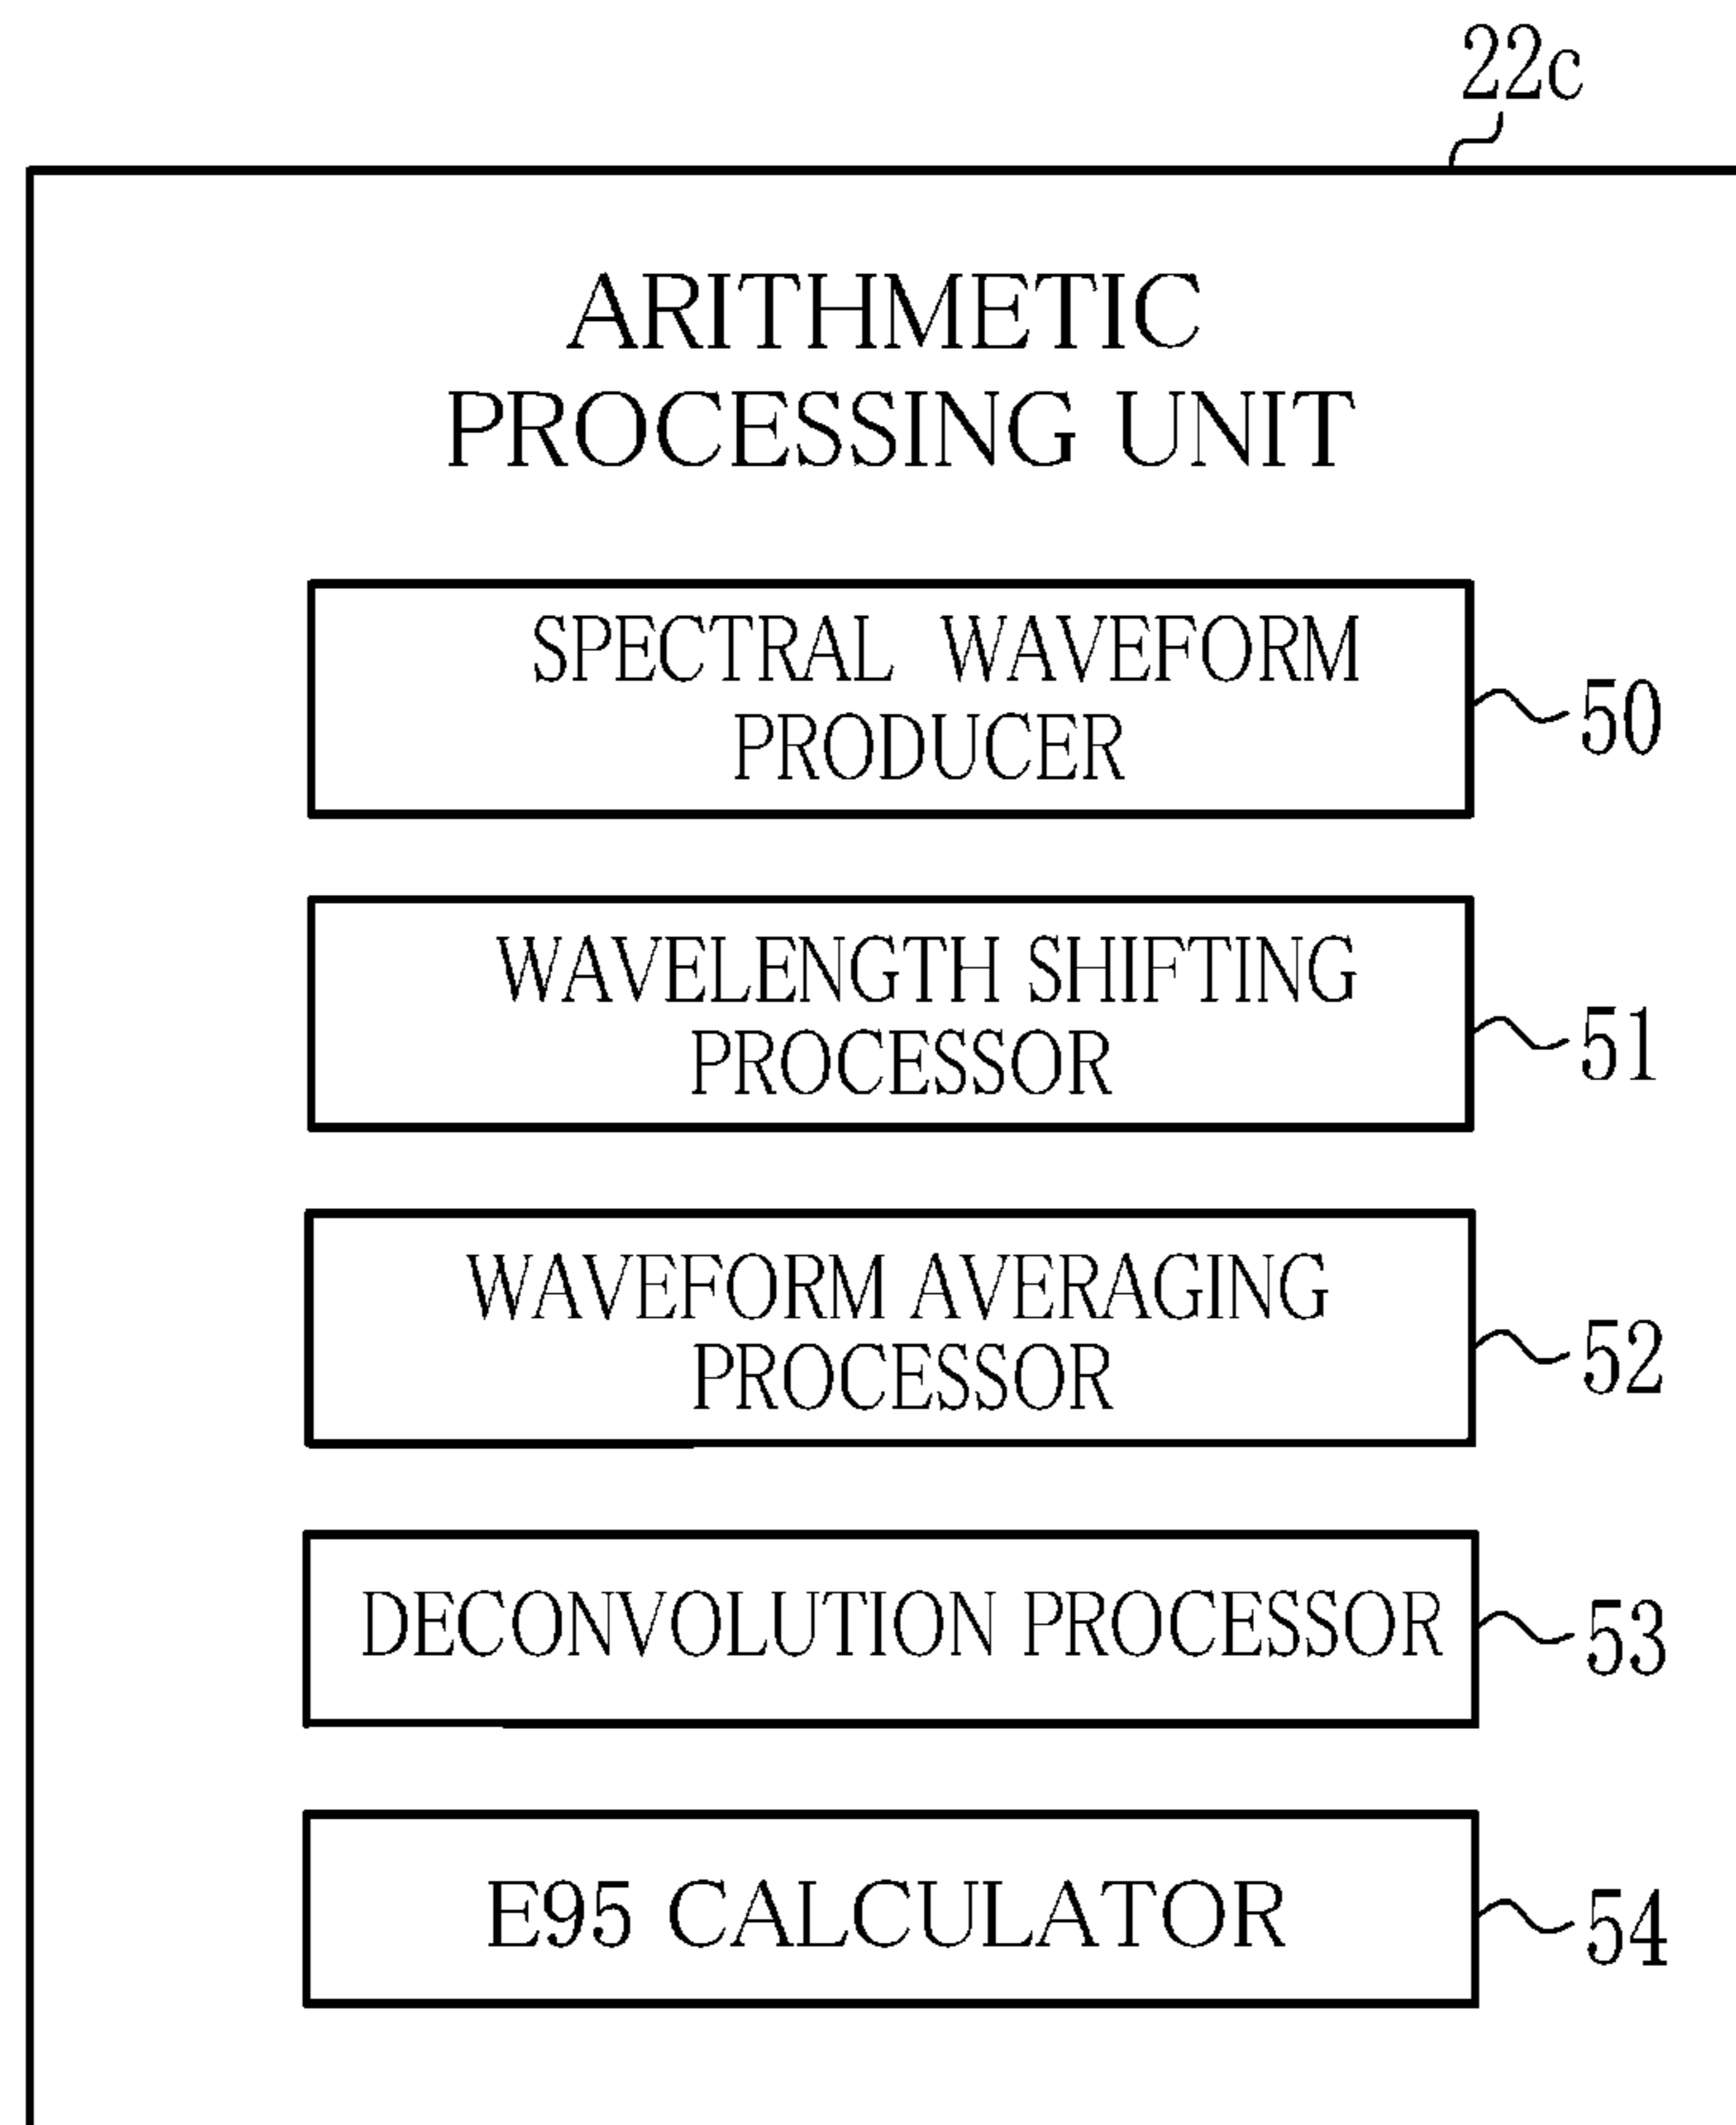 22c
ARITHMETIC
PROCESSING UNIT
SPECTRAL WAVEFORM
PRODUCER
50
WAVELENGTH SHIFTING
PROCESSOR
51
WAVEFORM AVERAGING
PROCESSOR
52
DECONVOLUTION PROCESSOR
53
E95 CALCULATOR
54